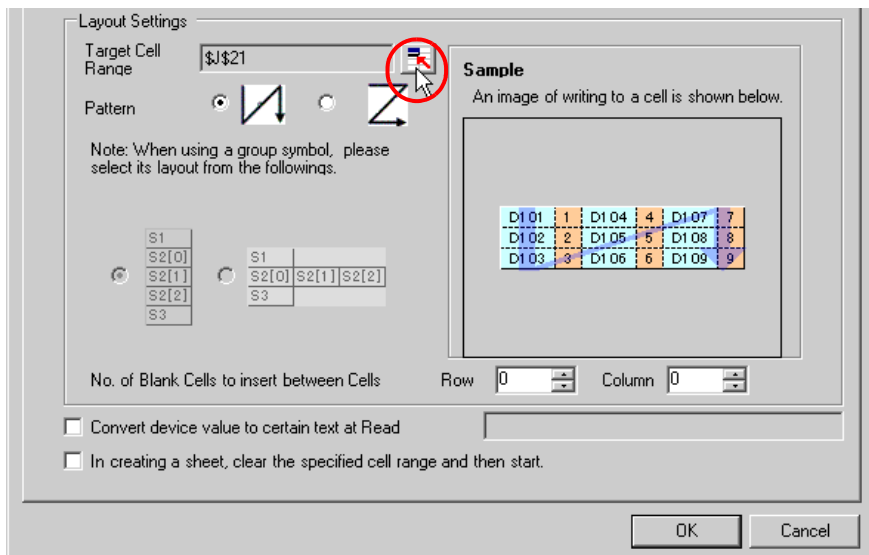 Layout Settings
Target Cell
Range
$J$21
Pattern
Note: When using a group symbol, please
select its layout from the followings.
S1
S2[0]
S2[1]
S2[2]
S3
S1
S2[0] S2[1] S2[2]
S3
Sample
An image of writing to a cell is shown below.
D101 1 D104 4 D107 7
D102 2 D105 5 D108 8
D103 3 D106 6 D109 9
No. of Blank Cells to insert between Cells Row 0 Column 0
Convert device value to certain text at Read
In creating a sheet, clear the specified cell range and then start.
OK Cancel